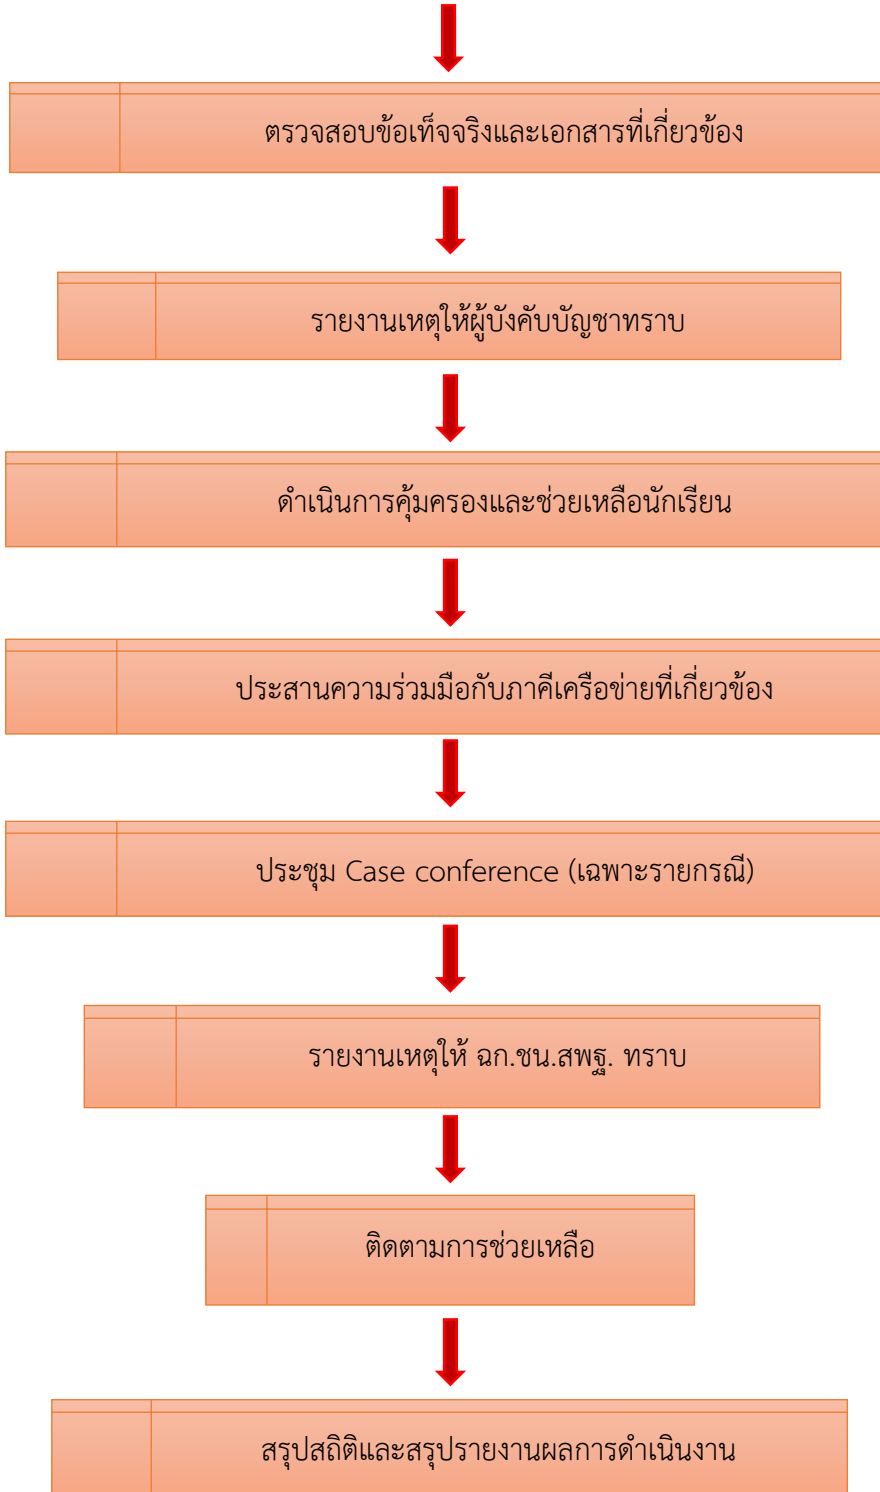 ตรวจสอบข้อเท็จจริงและเอกสารที่เกี่ยวข้อง
รายงานเหตุให้ผู้บังคับบัญชาทราบ
ดำเนินการคุ้มครองและช่วยเหลือนักเรียน
ประสานความร่วมมือกับภาคีเครือข่ายที่เกี่ยวข้อง
ประชุม Case conference (เฉพาะรายกรณี)
รายงานเหตุให้ ฉก.ชน.สพฐ. ทราบ
ติดตามการช่วยเหลือ
สรุปสถิติและสรุปรายงานผลการดำเนินงาน